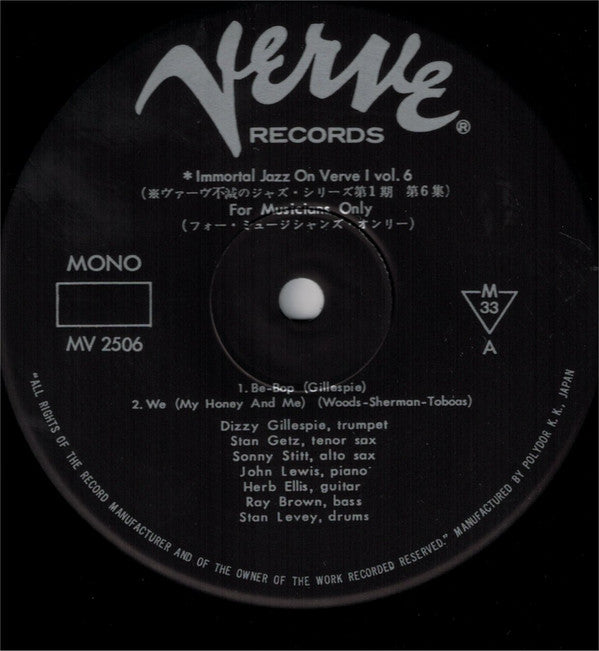 Verve®
RECORDS
*Immortal Jazz On Verve I vol. 6
(※ヴァーヴ不滅のジャズ・シリーズ第1期 第6集)
For Musicians Only
(フォー・ミュージシャンズ・オンリー)
MONO
MV 2506
M
33
A
1. Be-Bop (Gillespie)
2. We (My Honey And Me) (Woods-Sherman-Tobóas)
Dizzy Gillespie, trumpet
Stan Getz, tenor sax
Sonny Stitt, alto sax
John Lewis, piano
Herb Ellis, guitar
Ray Brown, bass
Stan Levey, drums
"ALL RIGHTS OF THE RECORD MANUFACTURER AND OF THE OWNER OF THE WORK RECORDED RESERVED." MANUFACTURED BY POLYDOR K. K., JAPAN